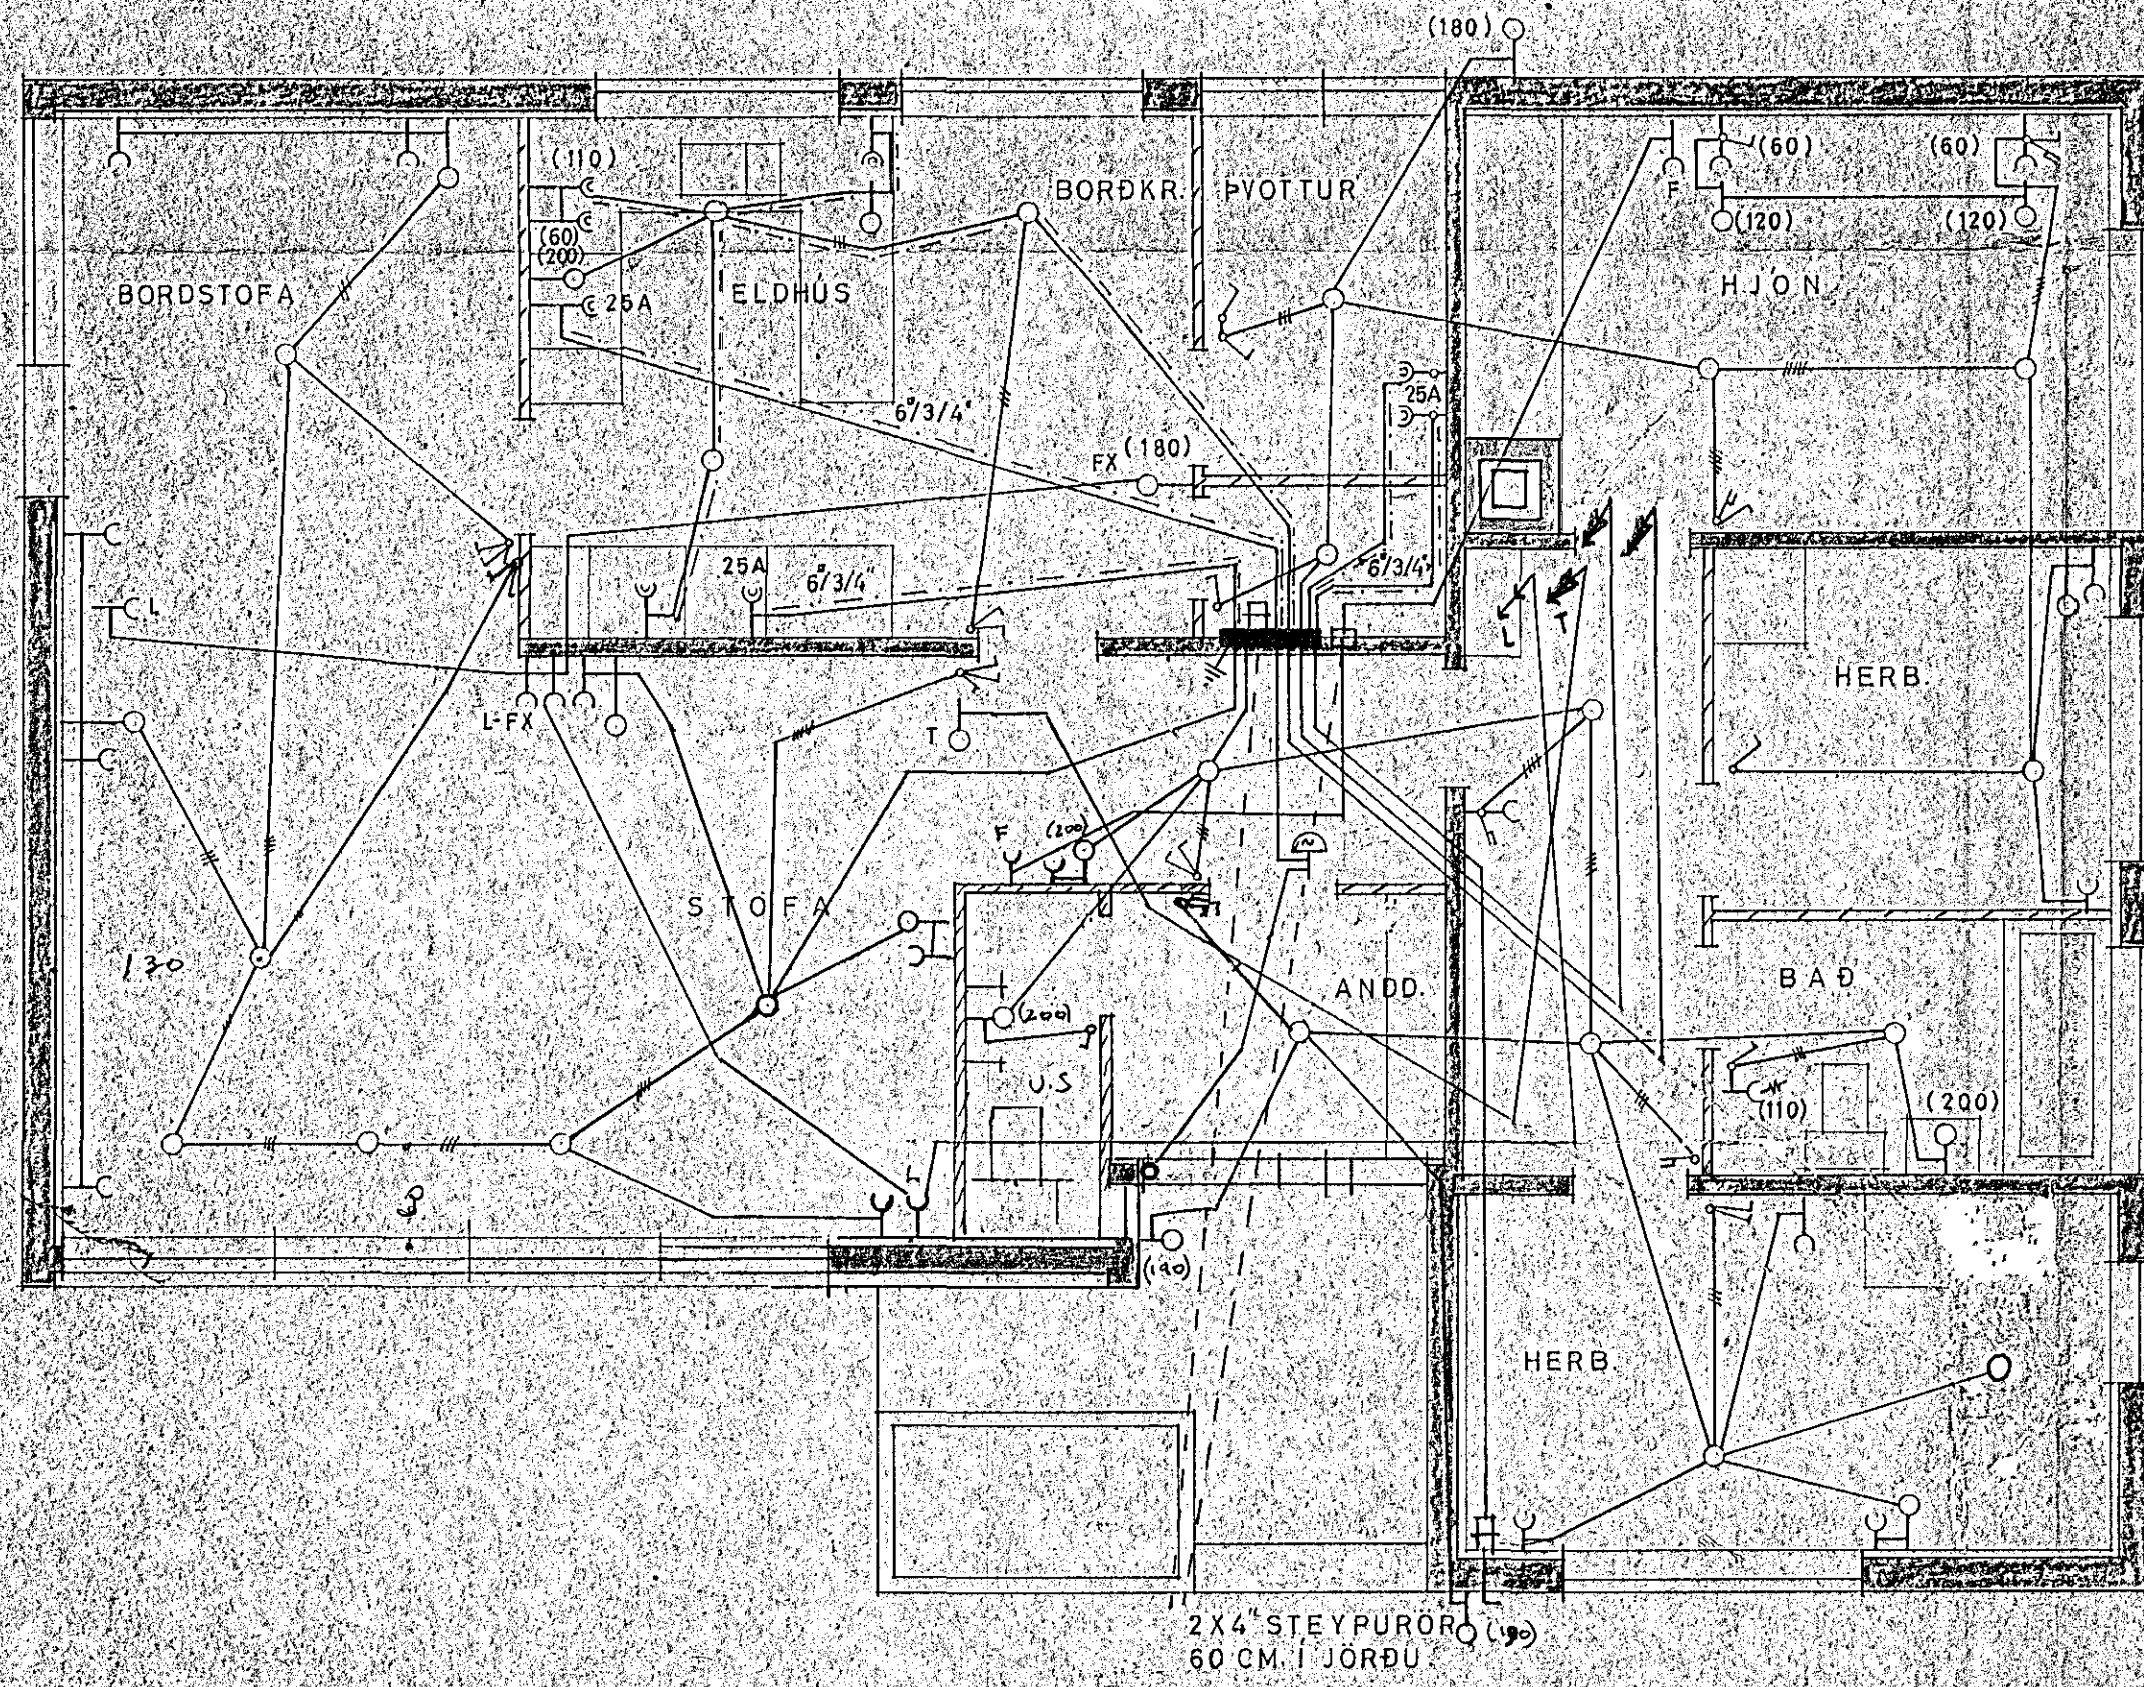 (180)
(110)
(60)
(60)
BORÐKR.
ÞVOTTUR
F
(60)
(200)
(120)
(120)
BORÐSTOFA
ELDHÚS
HJÓN
25A
25A
6#/3/4"
FX (180)
25A
6#/3/4"
6#/3/4"
L
L
T
HERB.
L-FX
T
F
(200)
STOFA
130
BAÐ
ANDD.
(200)
U.S
(110)
(200)
L
(190)
HERB.
2X4" STEYPURÖR
(190)
60 CM. Í JÖRÐU.